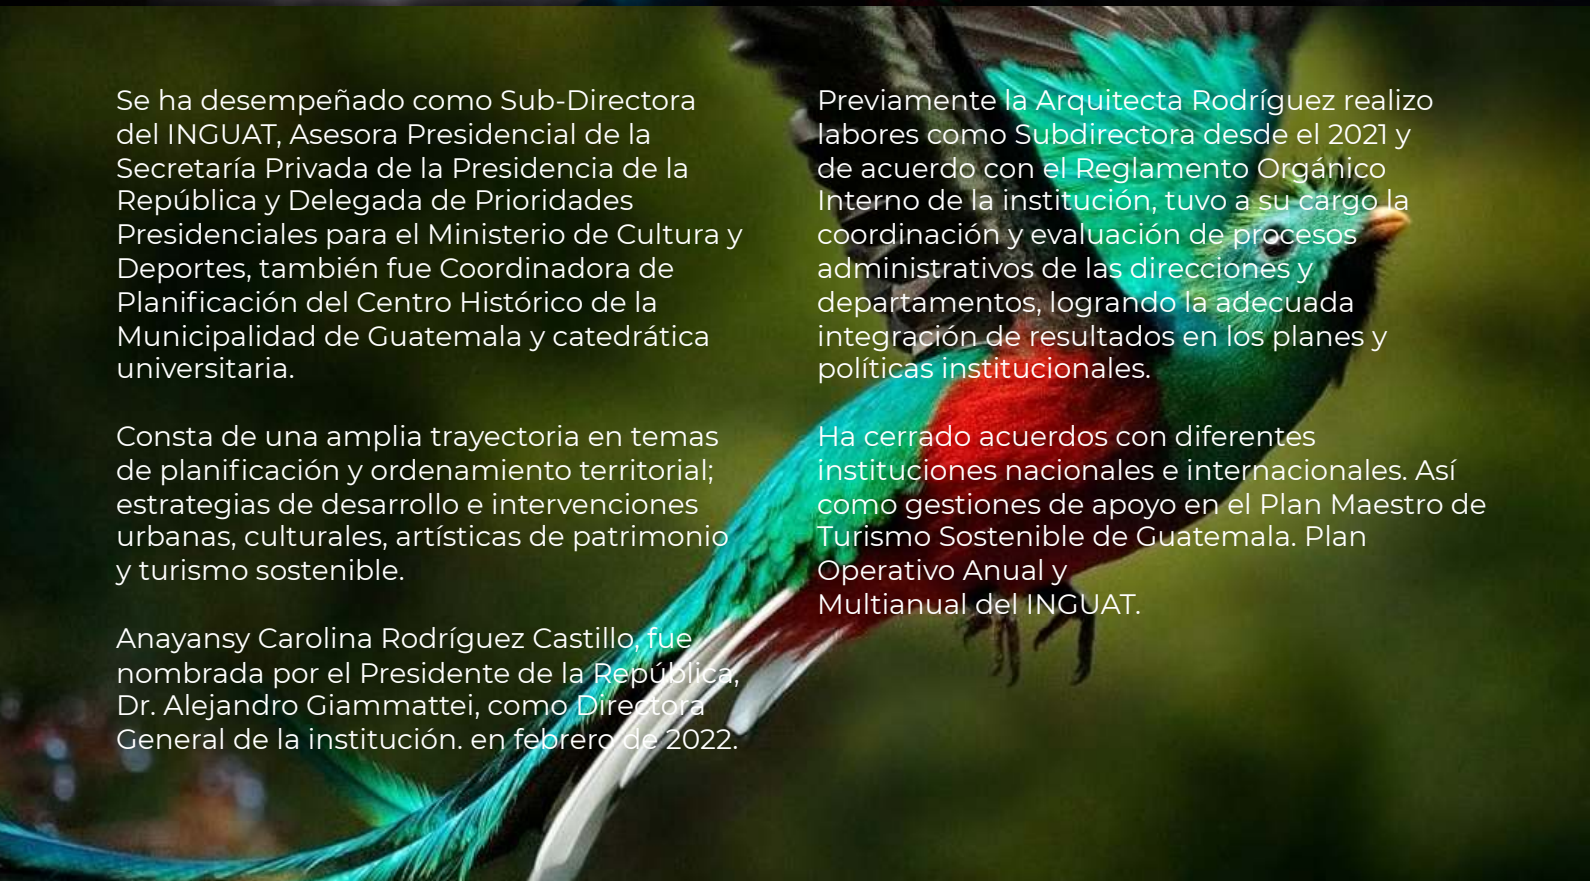 Se ha desempeñado como Sub-Directora
del INGUAT, Asesora Presidencial de la
Secretaría Privada de la Presidencia de la
República y Delegada de Prioridades
Presidenciales para el Ministerio de Cultura y
Deportes, también fue Coordinadora de
Planificación del Centro Histórico de la
Municipalidad de Guatemala y catedrática
universitaria.
Consta de una amplia trayectoria en temas
de planificación y ordenamiento territorial;
estrategias de desarrollo e intervenciones
urbanas, culturales, artísticas de patrimonio
y turismo sostenible.
Anayansy Carolina Rodríguez Castillo, fue
nombrada por el Presidente de la República,
Dr. Alejandro Giammattei, como Directora
General de la institución. en febrero de 2022.
Previamente la Arquitecta Rodríguez realizo
labores como Subdirectora desde el 2021 y
de acuerdo con el Reglamento Orgánico
Interno de la institución, tuvo a su cargo la
coordinación y evaluación de procesos
administrativos de las direcciones y
departamentos, logrando la adecuada
integración de resultados en los planes y
políticas institucionales.
Ha cerrado acuerdos con diferentes
instituciones nacionales e internacionales. Así
como gestiones de apoyo en el Plan Maestro de
Turismo Sostenible de Guatemala. Plan
Operativo Anual y
Multianual del INGUAT.